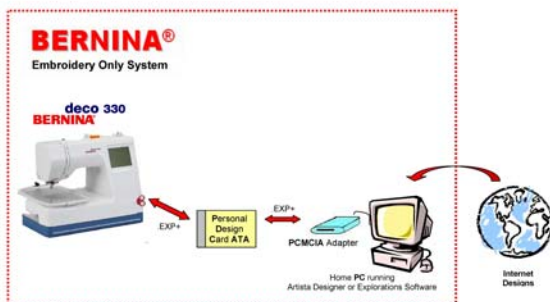 BERNINA®
Embroidery Only System
deco 330
BERNINA
.EXP+
Personal
Design
Card ATA
.EXP+
PCMCIA Adapter
Home PC running
Artista Designer or Explorations Software
Internet
Designs